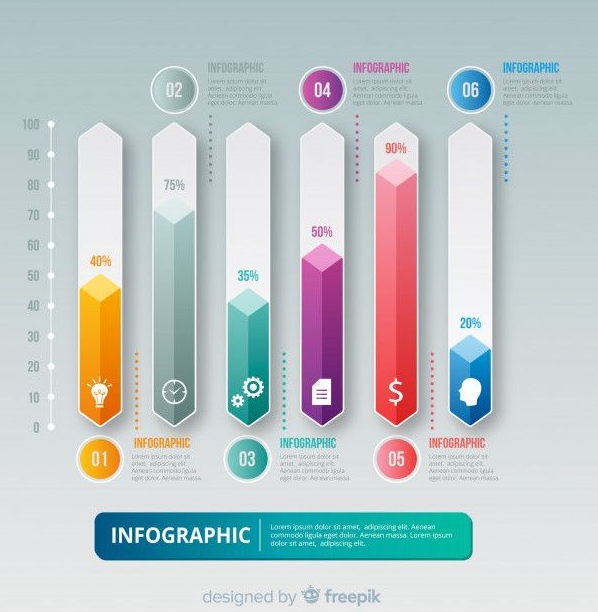 02
INFOGRAPHIC
Lorem ipsum dolor sit
amet, adipiscing elit.
Aenean commodo ligula
eget dolor. Aenean massa.
04
INFOGRAPHIC
Lorem ipsum dolor sit
amet, adipiscing elit.
Aenean commodo ligula
eget dolor. Aenean massa.
06
INFOGRAPHIC
Lorem ipsum dolor sit
amet, adipiscing elit.
Aenean commodo ligula
eget dolor. Aenean massa.
100
90
80
70
60
50
40
30
20
10
0
40%
75%
35%
50%
90%
20%
$
01
INFOGRAPHIC
Lorem ipsum dolor sit
amet, adipiscing elit.
Aenean commodo ligula
eget dolor. Aenean massa.
03
INFOGRAPHIC
Lorem ipsum dolor sit
amet, adipiscing elit.
Aenean commodo ligula
eget dolor. Aenean massa.
05
INFOGRAPHIC
Lorem ipsum dolor sit
amet, adipiscing elit.
Aenean commodo ligula
eget dolor. Aenean massa.
INFOGRAPHIC
Lorem ipsum dolor sit amet, adipiscing elit. Aenean
commodo ligula eget dolor. Aenean massa. Lorem ipsum
dolor sit amet, adipiscing elit.
designed by freepik